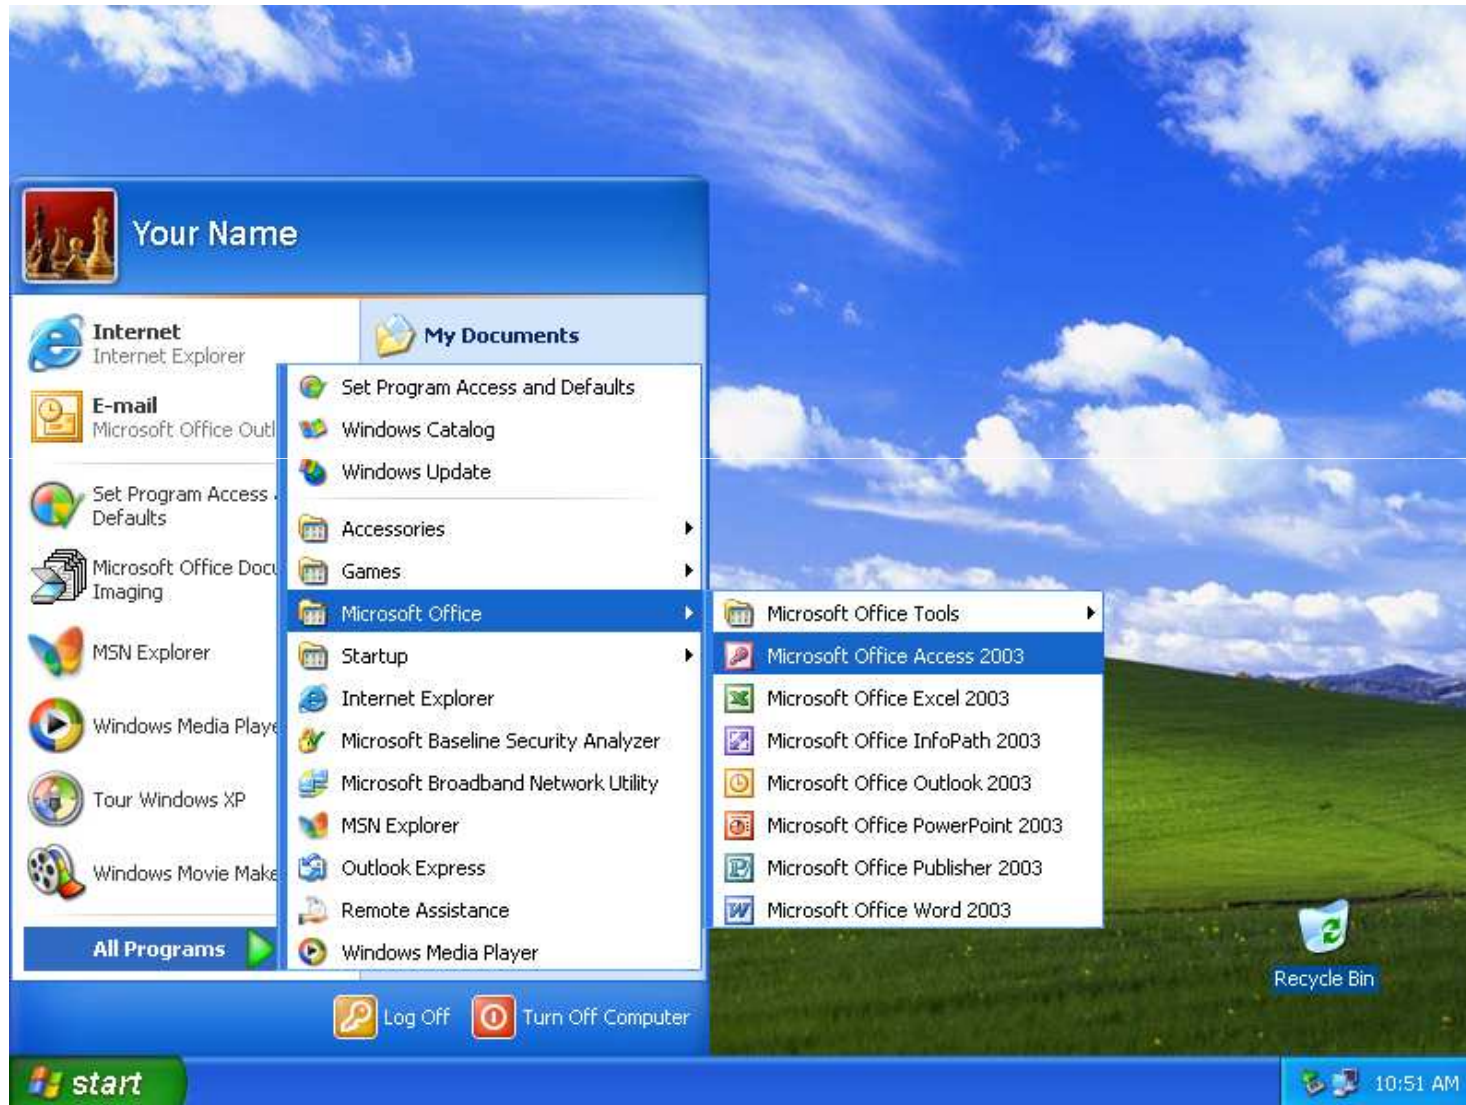 Your Name
Internet
Internet Explorer
My Documents
E-mail
Microsoft Office Outl
Set Program Access
Defaults
Microsoft Office Docu
Imaging
MSN Explorer
Windows Media Playe
Tour Windows XP
Windows Movie Make
All Programs
Set Program Access and Defaults
Windows Catalog
Windows Update
Accessories
Games
Microsoft Office
Startup
Internet Explorer
Microsoft Baseline Security Analyzer
Microsoft Broadband Network Utility
MSN Explorer
Outlook Express
Remote Assistance
Windows Media Player
Microsoft Office Tools
Microsoft Office Access 2003
Microsoft Office Excel 2003
Microsoft Office InfoPath 2003
Microsoft Office Outlook 2003
Microsoft Office PowerPoint 2003
Microsoft Office Publisher 2003
Microsoft Office Word 2003
Recycle Bin
Log Off
Turn Off Computer
start
10:51 AM